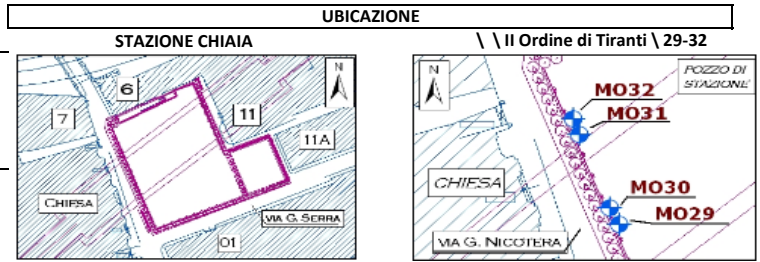 UBICAZIONE
STAZIONE CHIAIA
\ \ II Ordine di Tiranti \ 29-32
N
6
7
11
11A
CHIESA
VIA G. SERRA
01
N
POZZO DI
STAZIONE
MO32
MO31
CHIESA
MO30
MO29
VIA G. NICOTERA